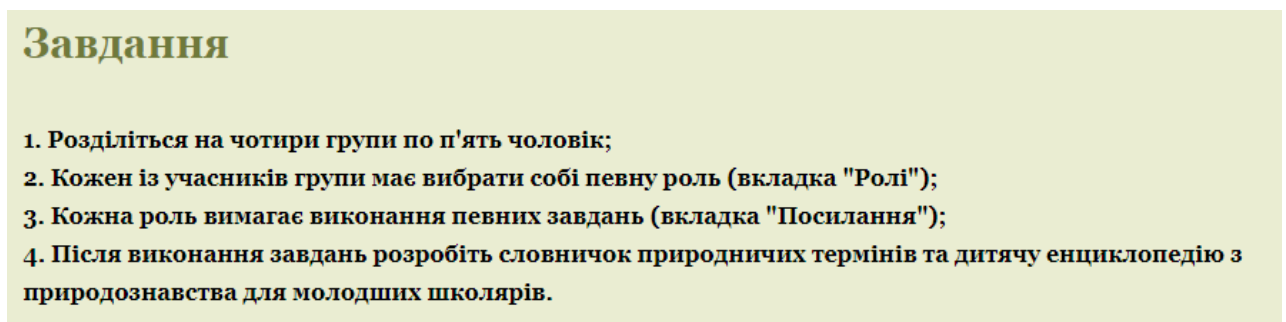 Завдання
1. Розділіться на чотири групи по п'ять чоловік;
2. Кожен із учасників групи має вибрати собі певну роль (вкладка "Ролі");
3. Кожна роль вимагає виконання певних завдань (вкладка "Посилання");
4. Після виконання завдань розробіть словничок природничих термінів та дитячу енциклопедію з
природознавства для молодших школярів.